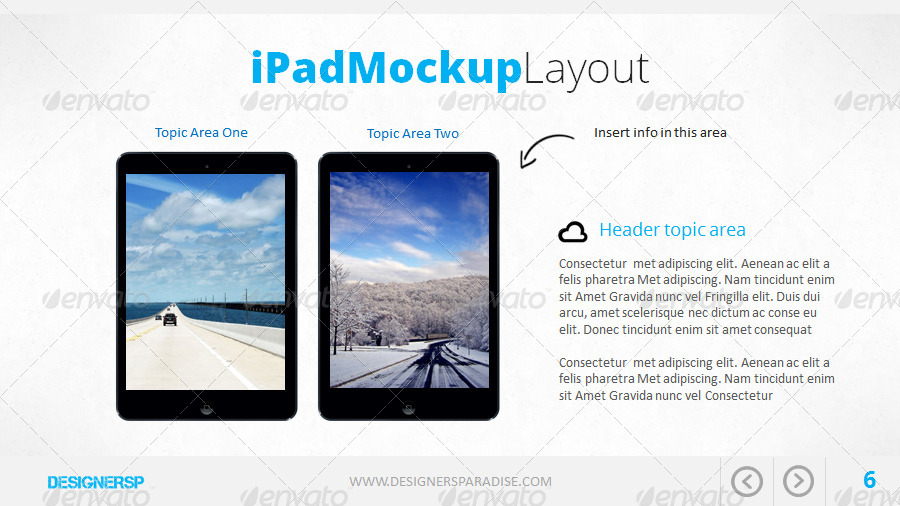 iPadMockupLayout
Topic Area One
Topic Area Two
Insert info in this area
Header topic area
Consectetur met adipiscing elit. Aenean ac elit a
felis pharetra Met adipiscing. Nam tincidunt enim
sit Amet Gravida nunc vel Fringilla elit. Duis dui
arcu, amet scelerisque nec dictum ac conse eu
elit. Donec tincidunt enim sit amet consequat
Consectetur met adipiscing elit. Aenean ac elit a
felis pharetra Met adipiscing. Nam tincidunt enim
sit Amet Gravida nunc vel Consectetur
DESIGNERSP
WWW.DESIGNERSPARADISE.COM
6
envato